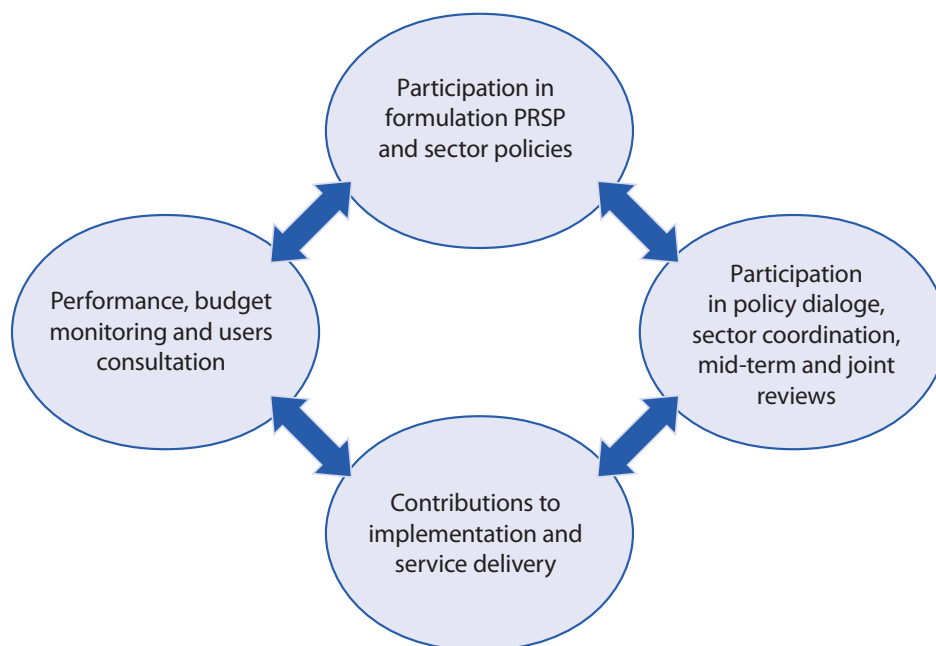 Participation in
formulation PRSP
and sector policies
Performance, budget
monitoring and users
consultation
Participation
in policy dialoge,
sector coordination,
mid-term and joint
reviews
Contributions to
implementation and
service delivery